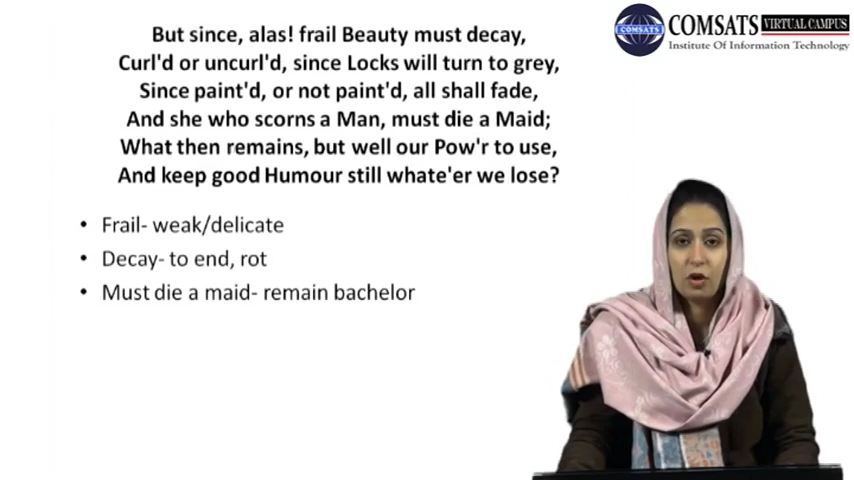 COMSATS VIRTUAL CAMPUS
Institute Of Information Technology
COMSATS
But since, alas! frail Beauty must decay,
Curl'd or uncurl'd, since Locks will turn to grey,
Since paint'd, or not paint'd, all shall fade,
And she who scorns a Man, must die a Maid;
What then remains, but well our Pow'r to use,
And keep good Humour still whate'er we lose?
• Frail- weak/delicate
• Decay- to end, rot
• Must die a maid- remain bachelor